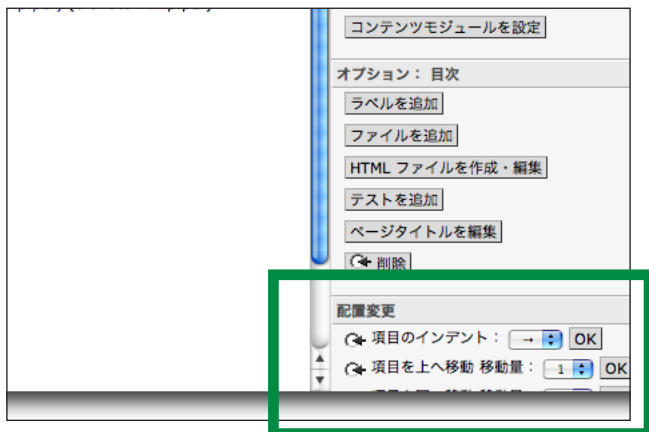 コンテンツモジュールを設定
オプション： 目次
ラベルを追加
ファイルを追加
HTML ファイルを作成・編集
テストを追加
ページタイトルを編集
削除
配置変更
項目のインデント： → OK
項目を上へ移動 移動量： 1 OK